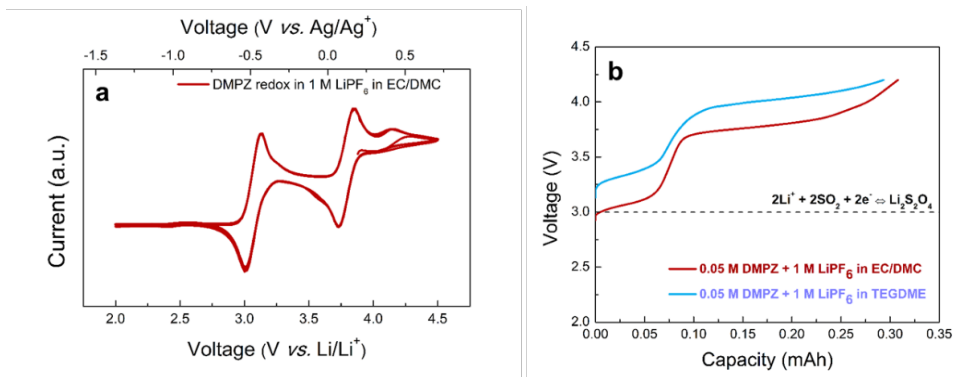 Voltage (V vs. Ag/Ag⁺)
-1.5 -1.0 -0.5 0.0 0.5
DMPZ redox in 1 M LiPF₆ in EC/DMC
a
Current (a.u.)
2.0 2.5 3.0 3.5 4.0 4.5
Voltage (V vs. Li/Li⁺)
b
Voltage (V)
4.5
4.0
3.5
3.0
2.5
2.0
2Li⁺ + 2SO₂ + 2e⁻ ⇔ Li₂S₂O₄
0.05 M DMPZ + 1 M LiPF₆ in EC/DMC
0.05 M DMPZ + 1 M LiPF₆ in TEGDME
0.00 0.05 0.10 0.15 0.20 0.25 0.30 0.35
Capacity (mAh)